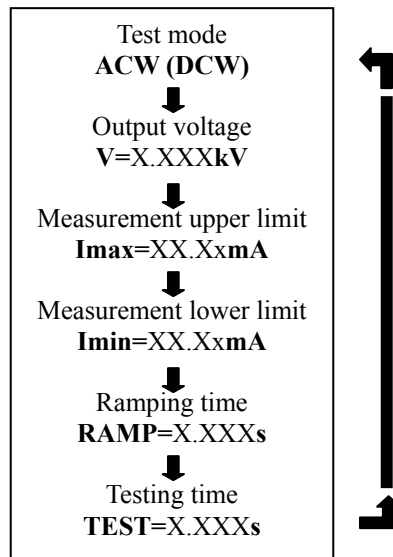 Test mode
ACW (DCW)
Output voltage
V=X.XXXkV
Measurement upper limit
Imax=XX.XxmA
Measurement lower limit
Imin=XX.XxmA
Ramping time
RAMP=X.XXXs
Testing time
TEST=X.XXXs